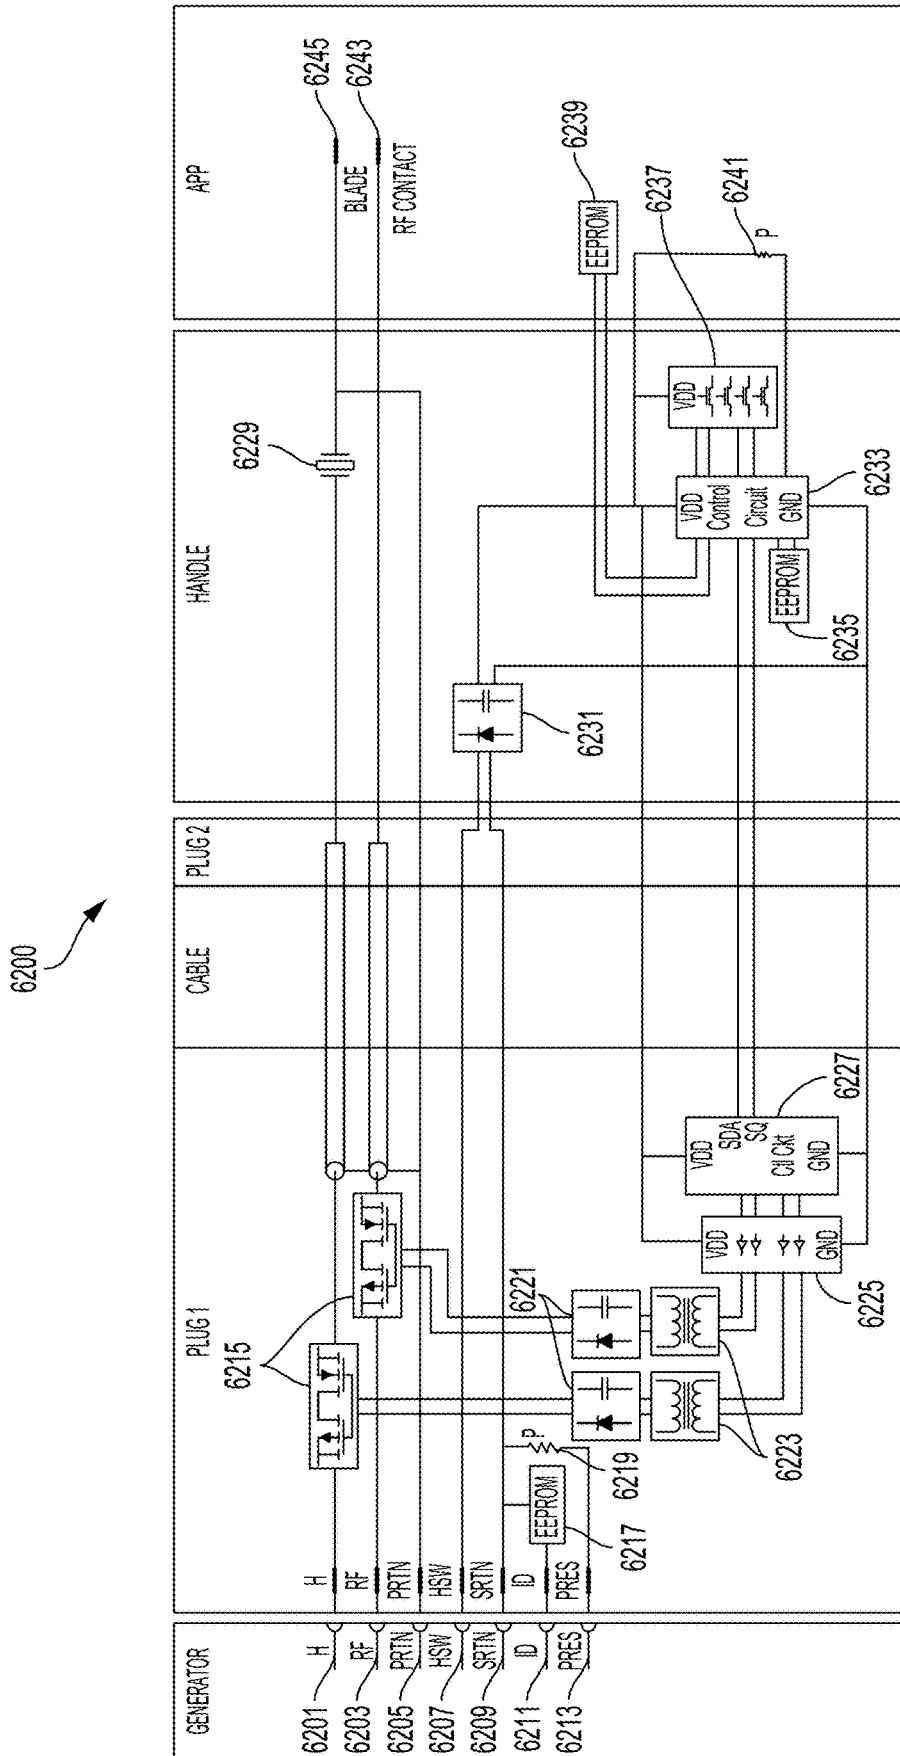 6200
GENERATOR
PLUG 1
CABLE
PLUG 2
HANDLE
APP
H
RF
PRTN
HSW
SRTN
ID
PRES
6201
6203
6205
6207
6209
6211
6213
H
RF
PRTN
HSW
SRTN
ID
PRES
6215
EEPROM
6217
P
6219
6221
6223
VDD
GND
6225
VDD
SDA
SQ
Ctl Ckt
GND
6227
6229
6231
VDD
Control
Circuit
GND
6233
EEPROM
6235
VDD
6237
EEPROM
6239
P
6241
BLADE
6245
RF CONTACT
6243